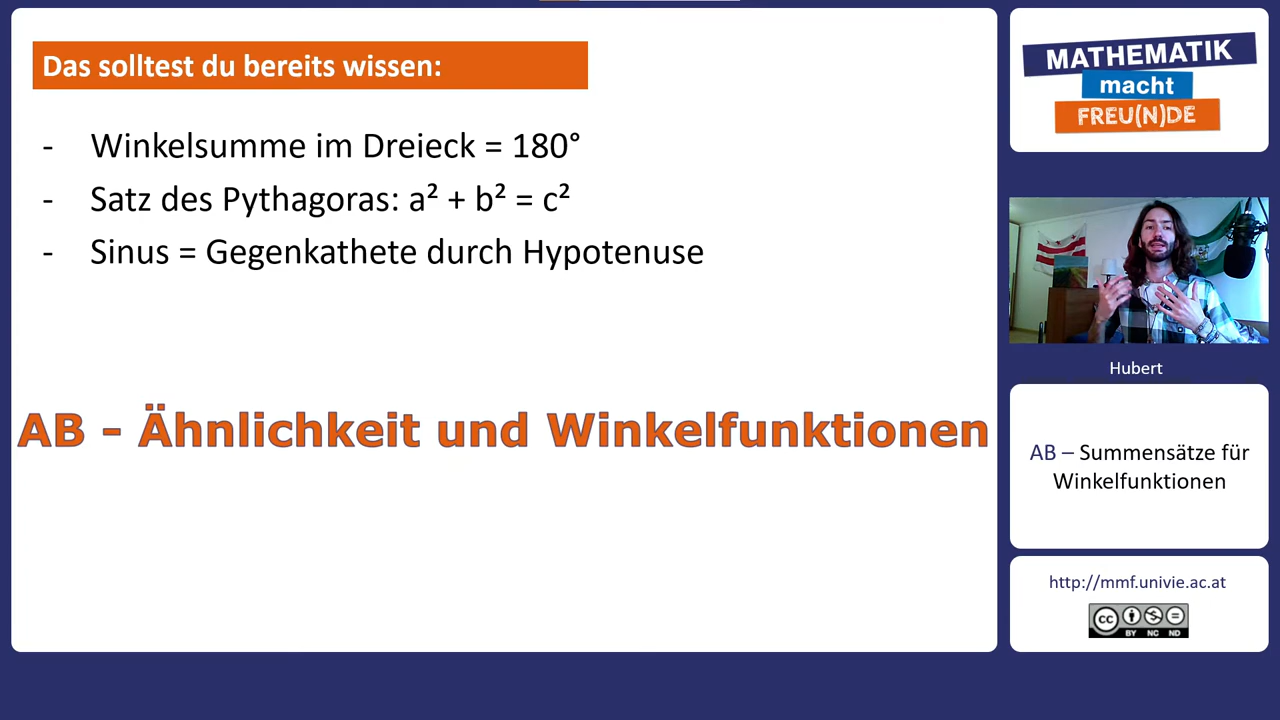 Das solltest du bereits wissen:
- Winkelsumme im Dreieck = 180°
- Satz des Pythagoras: a² + b² = c²
- Sinus = Gegenkathete durch Hypotenuse
AB - Ähnlichkeit und Winkelfunktionen
MATHEMATIK
macht
FREU(N)DE
Hubert
AB – Summensätze für
Winkelfunktionen
http://mmf.univie.ac.at
CC BY NC ND